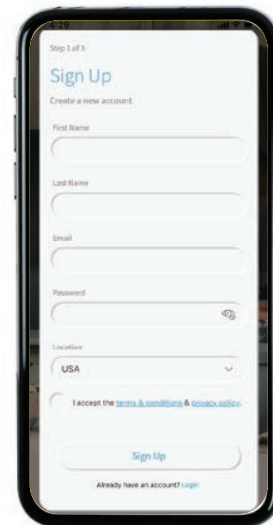 Step 1 of 3
Sign Up
Create a new account
First Name
Last Name
Email
Password
Location
USA
I accept the terms & conditions & privacy policy.
Sign Up
Already have an account? Login